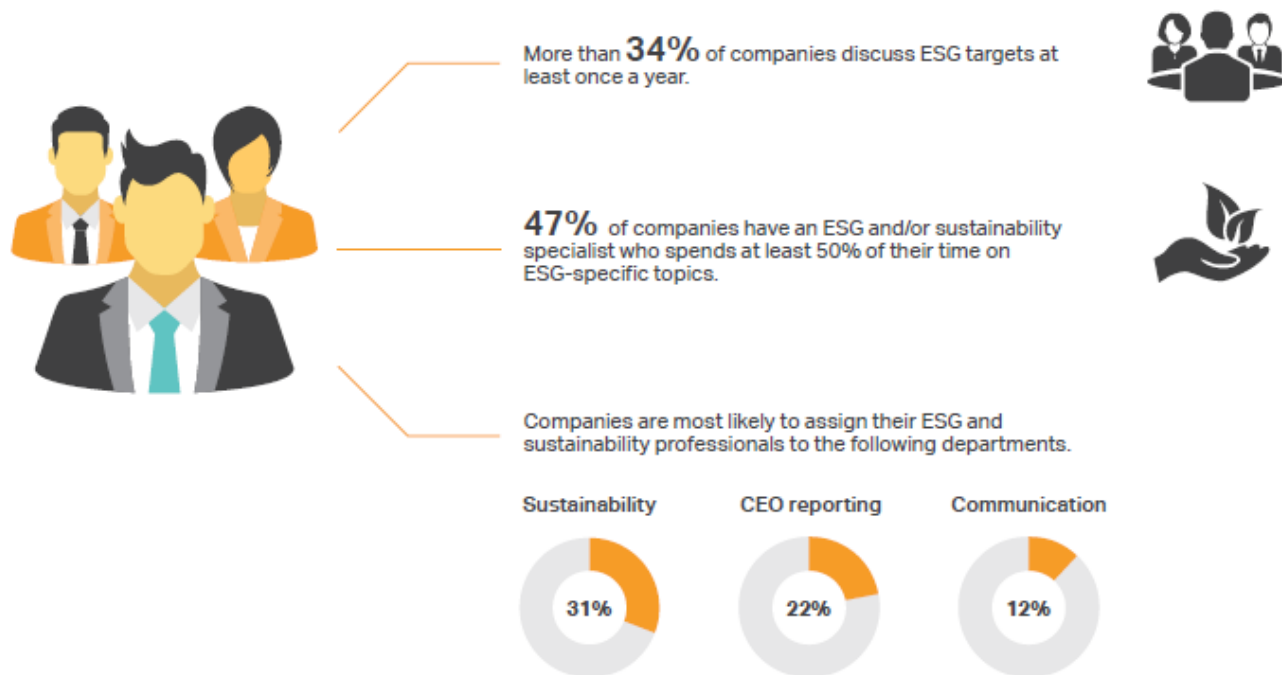 More than 34% of companies discuss ESG targets at
least once a year.
47% of companies have an ESG and/or sustainability
specialist who spends at least 50% of their time on
ESG-specific topics.
Companies are most likely to assign their ESG and
sustainability professionals to the following departments.
Sustainability
CEO reporting
Communication
31%
22%
12%